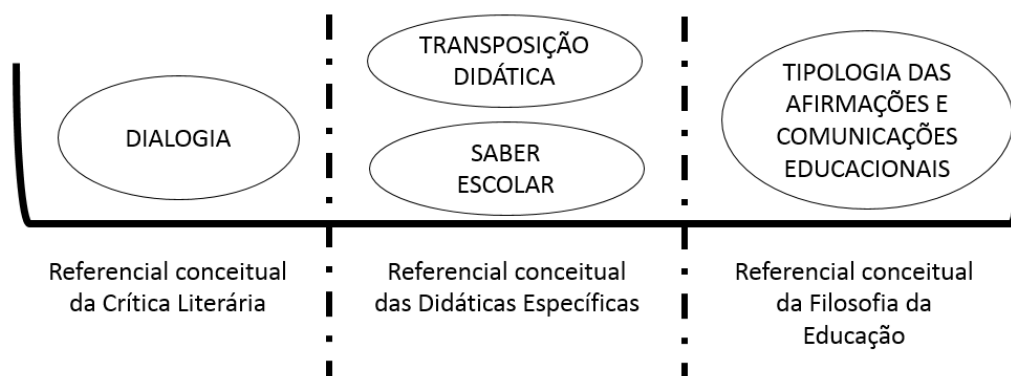 DIALOGIA
TRANSPOSIÇÃO
DIDÁTICA
SABER
ESCOLAR
TIPOLOGIA DAS
AFIRMAÇÕES E
COMUNICAÇÕES
EDUCACIONAIS
Referencial conceitual
da Crítica Literária
Referencial conceitual
das Didáticas Específicas
Referencial conceitual
da Filosofia da
Educação